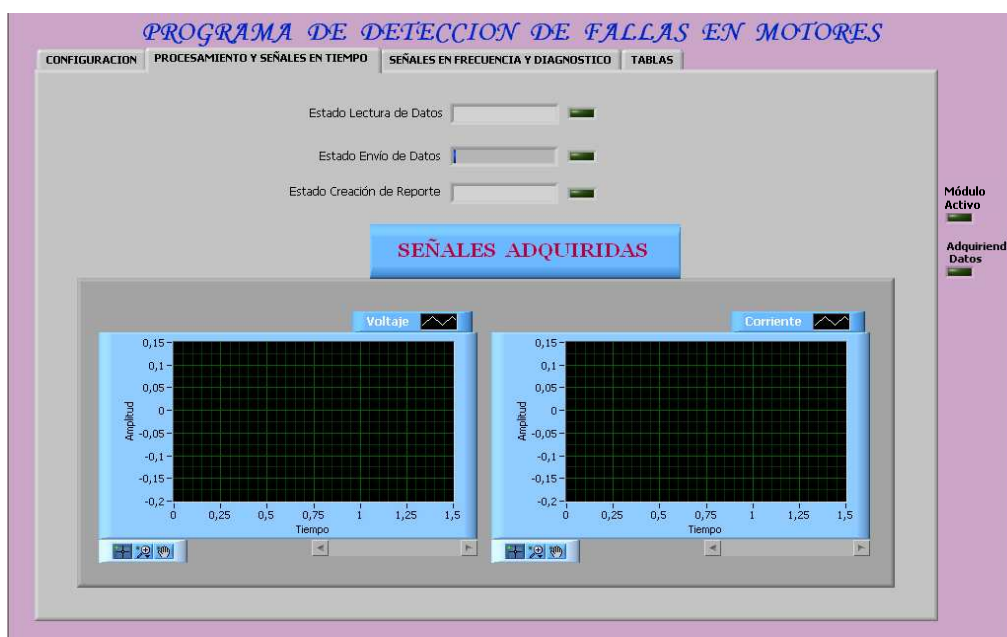 PROGRAMA DE DETECCION DE FALLAS EN MOTORES
CONFIGURACION PROCESAMIENTO Y SEÑALES EN TIEMPO SEÑALES EN FRECUENCIA Y DIAGNOSTICO TABLAS
Estado Lectura de Datos
Estado Envío de Datos
Estado Creación de Reporte
Módulo
Activo
Adquiriend
Datos
SEÑALES ADQUIRIDAS
Voltaje
0,15
0,1
0,05
0
-0,05
-0,1
-0,15
-0,2
Amplitud
0 0,25 0,5 0,75 1 1,25 1,5
Tiempo
Corriente
0,15
0,1
0,05
0
-0,05
-0,1
-0,15
-0,2
Amplitud
0 0,25 0,5 0,75 1 1,25 1,5
Tiempo